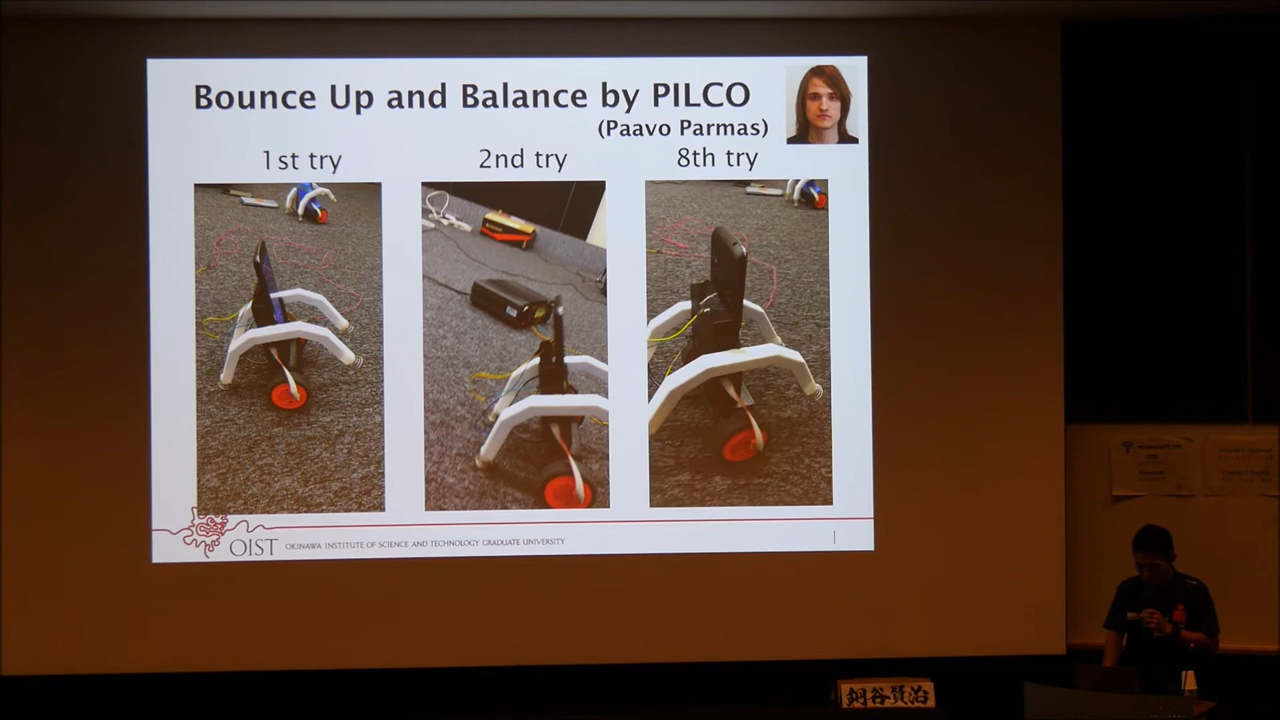 Bounce Up and Balance by PILCO
(Paavo Parmas)
1st try
2nd try
8th try
OIST OKINAWA INSTITUTE OF SCIENCE AND TECHNOLOGY GRADUATE UNIVERSITY
銅谷賢治